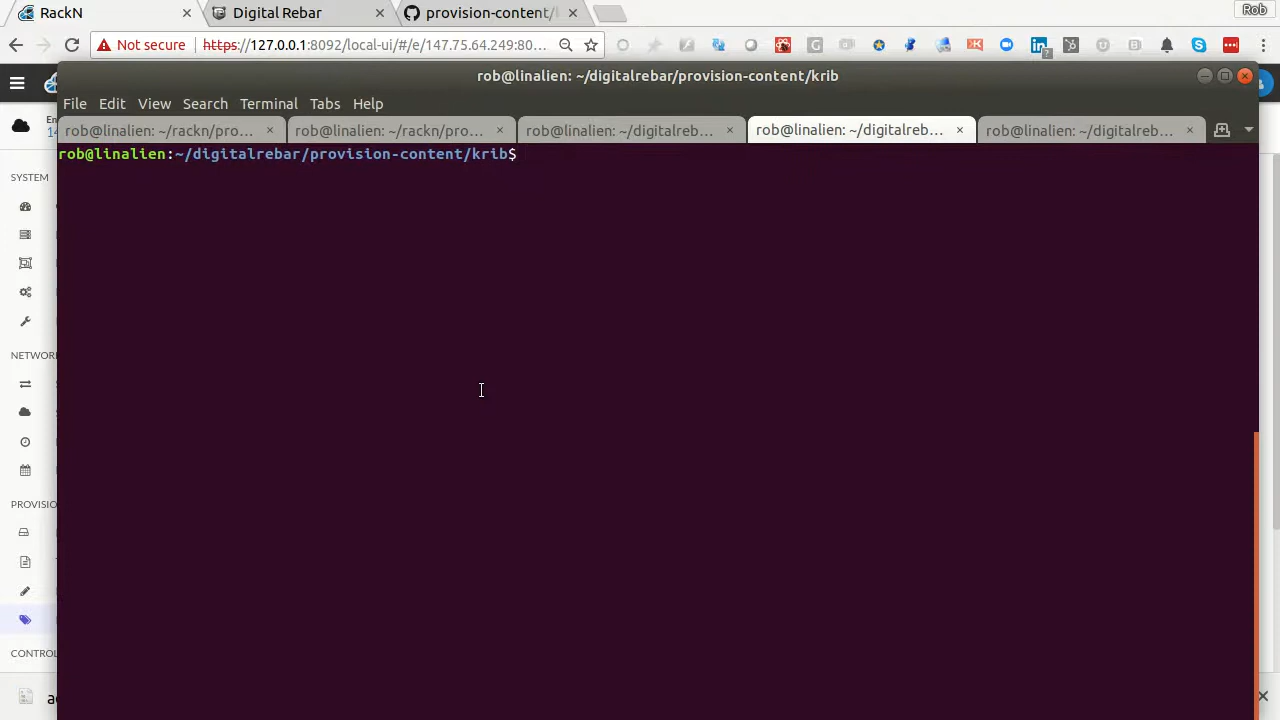 RackN
Digital Rebar
provision-content/
Rob
Not secure
https://127.0.0.1:8092/local-ui/#/e/147.75.64.249:80...
rob@linalien: ~/digitalrebar/provision-content/krib
File Edit View Search Terminal Tabs Help
rob@linalien: ~/rackn/pro...
rob@linalien: ~/rackn/pro...
rob@linalien: ~/digitalreb...
rob@linalien: ~/digitalreb...
rob@linalien: ~/digitalreb...
rob@linalien:~/digitalrebar/provision-content/krib$
SYSTEM
NETWOR
PROVISIO
CONTROL